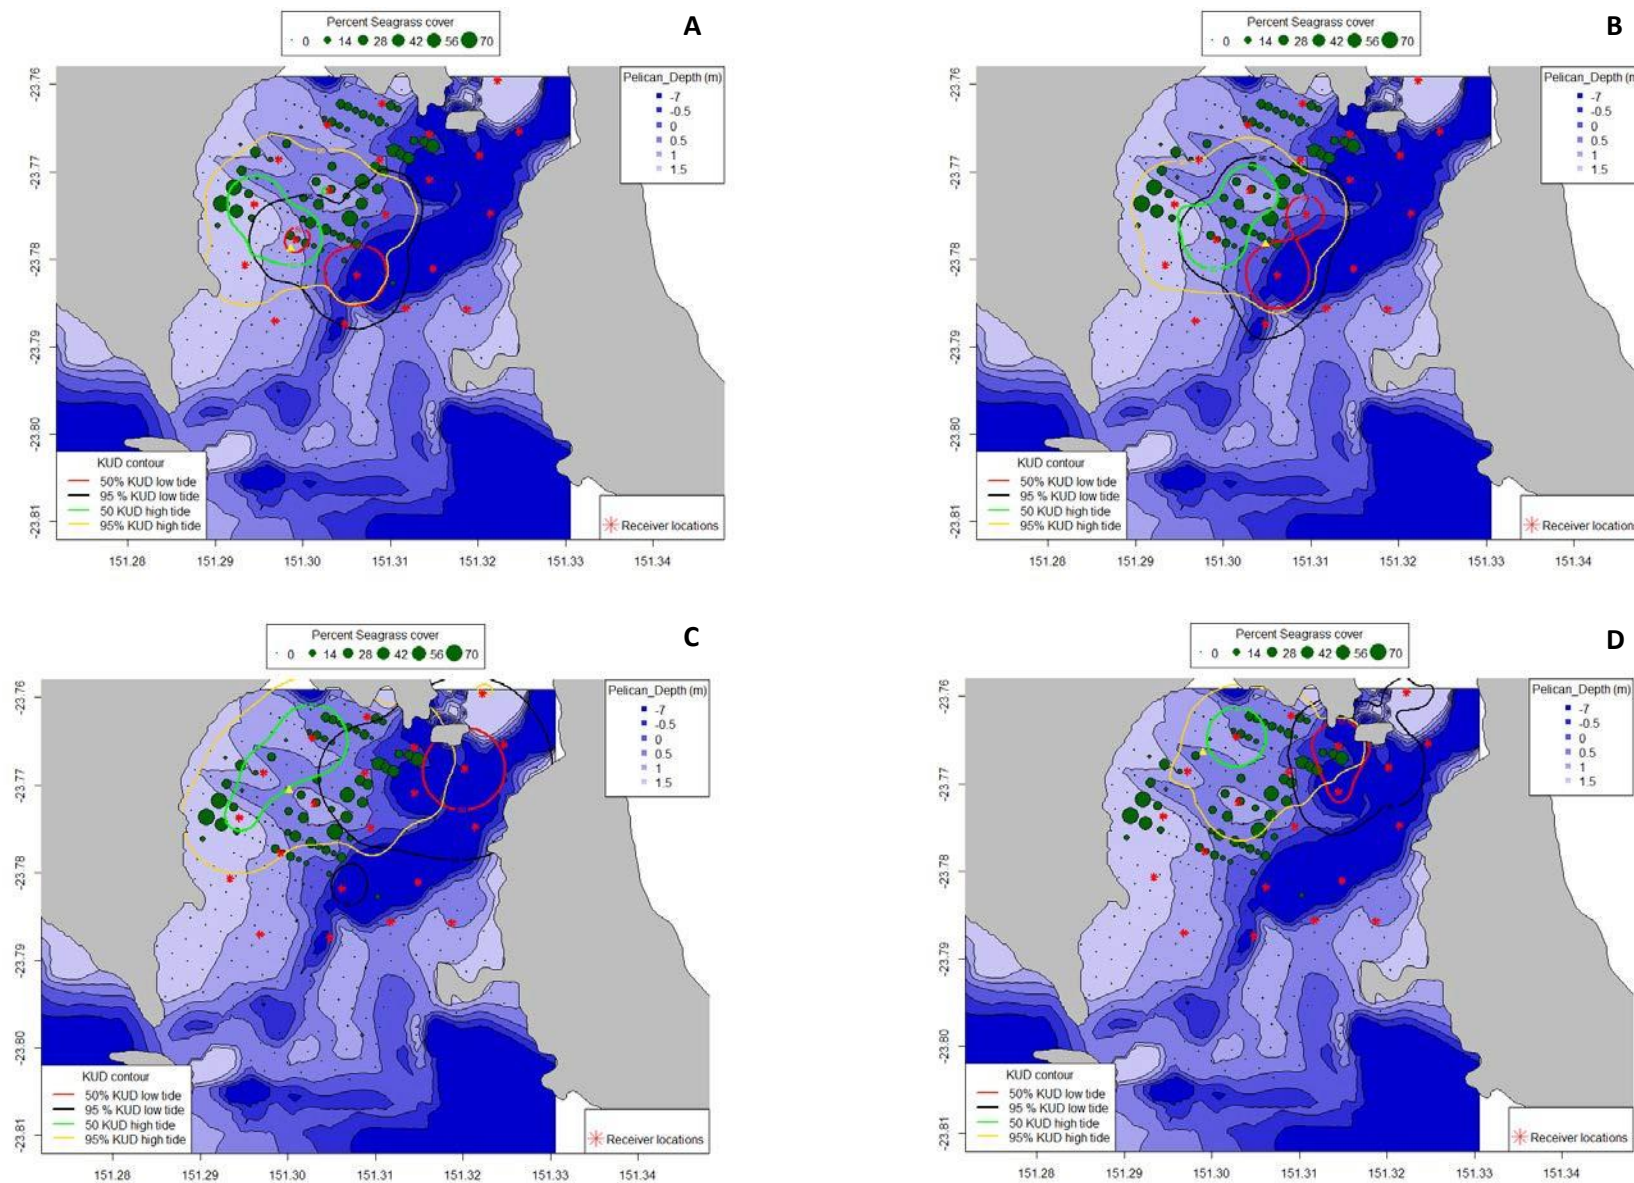 A
Percent Seagrass cover
0 14 28 42 56 70
Pelican_Depth (m)
-7
-0.5
0
0.5
1
1.5
-23.76
-23.77
-23.78
-23.79
-23.80
-23.81
KUD contour
50% KUD low tide
95 % KUD low tide
50 KUD high tide
95% KUD high tide
Receiver locations
151.28 151.29 151.30 151.31 151.32 151.33 151.34
B
Percent Seagrass cover
0 14 28 42 56 70
Pelican_Depth (m)
-7
-0.5
0
0.5
1
1.5
-23.76
-23.77
-23.78
-23.79
-23.80
-23.81
KUD contour
50% KUD low tide
95 % KUD low tide
50 KUD high tide
95% KUD high tide
Receiver locations
151.28 151.29 151.30 151.31 151.32 151.33 151.34
C
Percent Seagrass cover
0 14 28 42 56 70
Pelican_Depth (m)
-7
-0.5
0
0.5
1
1.5
-23.76
-23.77
-23.78
-23.79
-23.80
-23.81
KUD contour
50% KUD low tide
95 % KUD low tide
50 KUD high tide
95% KUD high tide
Receiver locations
151.28 151.29 151.30 151.31 151.32 151.33 151.34
D
Percent Seagrass cover
0 14 28 42 56 70
Pelican_Depth (m)
-7
-0.5
0
0.5
1
1.5
-23.76
-23.77
-23.78
-23.79
-23.80
-23.81
KUD contour
50% KUD low tide
95 % KUD low tide
50 KUD high tide
95% KUD high tide
Receiver locations
151.28 151.29 151.30 151.31 151.32 151.33 151.34